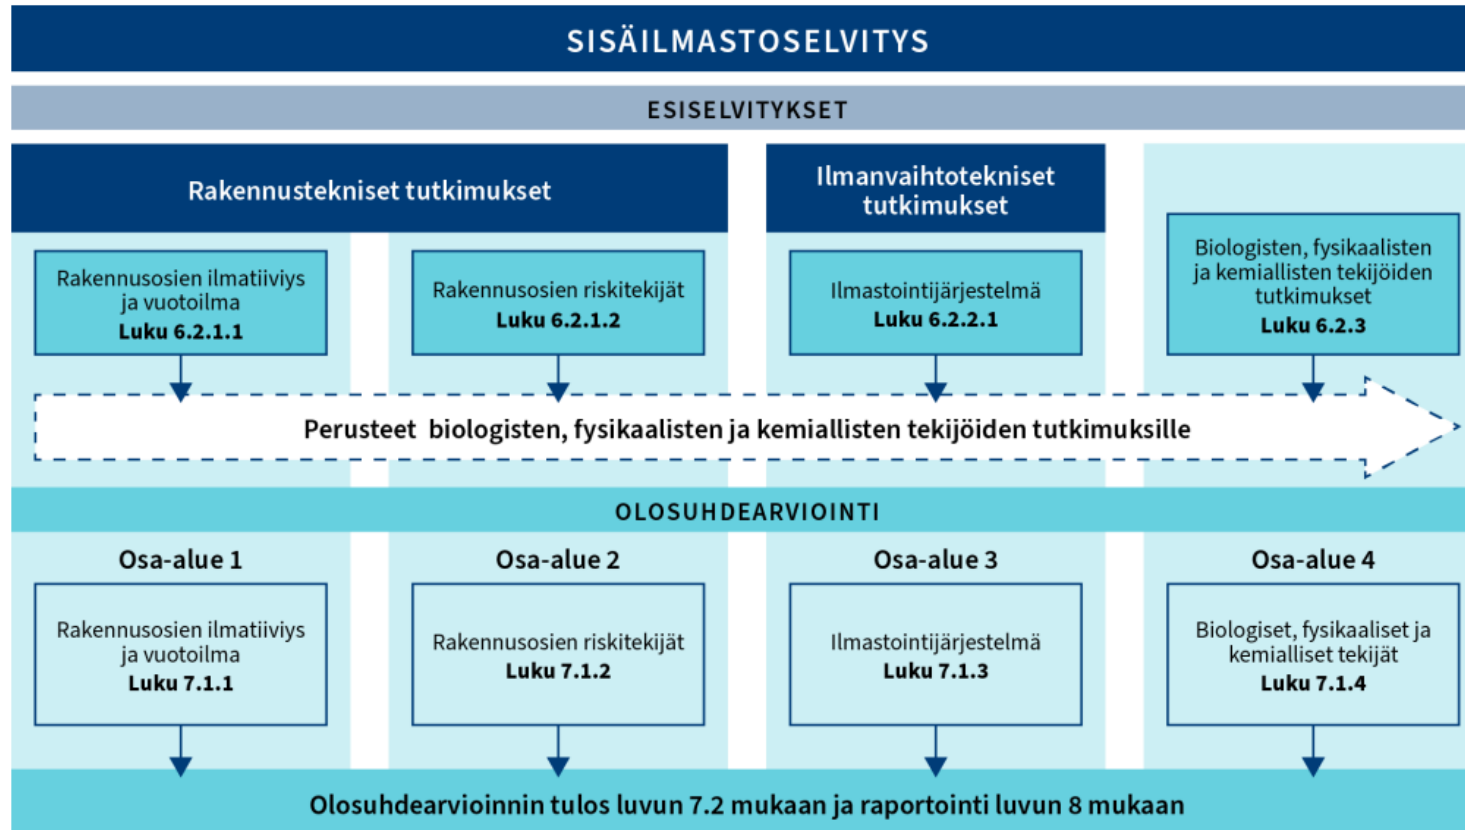 SISÄILMASTOSELVITYS
ESISELVITYKSET
Rakennustekniset tutkimukset
Ilmanvaihtotekniset
tutkimukset
Rakennusosien ilmatiiviys
ja vuotoilma
Luku 6.2.1.1
Rakennusosien riskitekijät
Luku 6.2.1.2
Ilmastointijärjestelmä
Luku 6.2.2.1
Biologisten, fysikaalisten
ja kemiallisten tekijöiden
tutkimukset
Luku 6.2.3
Perusteet biologisten, fysikaalisten ja kemiallisten tekijöiden tutkimuksille
OLOSUHDEARVIOINTI
Osa-alue 1
Rakennusosien ilmatiiviys
ja vuotoilma
Luku 7.1.1
Osa-alue 2
Rakennusosien riskitekijät
Luku 7.1.2
Osa-alue 3
Ilmastointijärjestelmä
Luku 7.1.3
Osa-alue 4
Biologiset, fysikaaliset ja
kemialliset tekijät
Luku 7.1.4
Olosuhdearvioinnin tulos luvun 7.2 mukaan ja raportointi luvun 8 mukaan